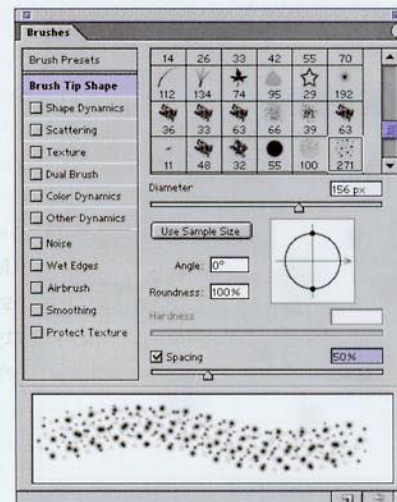 Brushes
Brush Presets
Brush Tip Shape
Shape Dynamics
Scattering
Texture
Dual Brush
Color Dynamics
Other Dynamics
Noise
Wet Edges
Airbrush
Smoothing
Protect Texture
14 26 33 42 55 70
112 134 74 95 29 192
36 33 63 66 39 63
11 48 32 55 100 271
Diameter 156 px
Use Sample Size
Angle: 0°
Roundness: 100%
Hardness
Spacing 50%